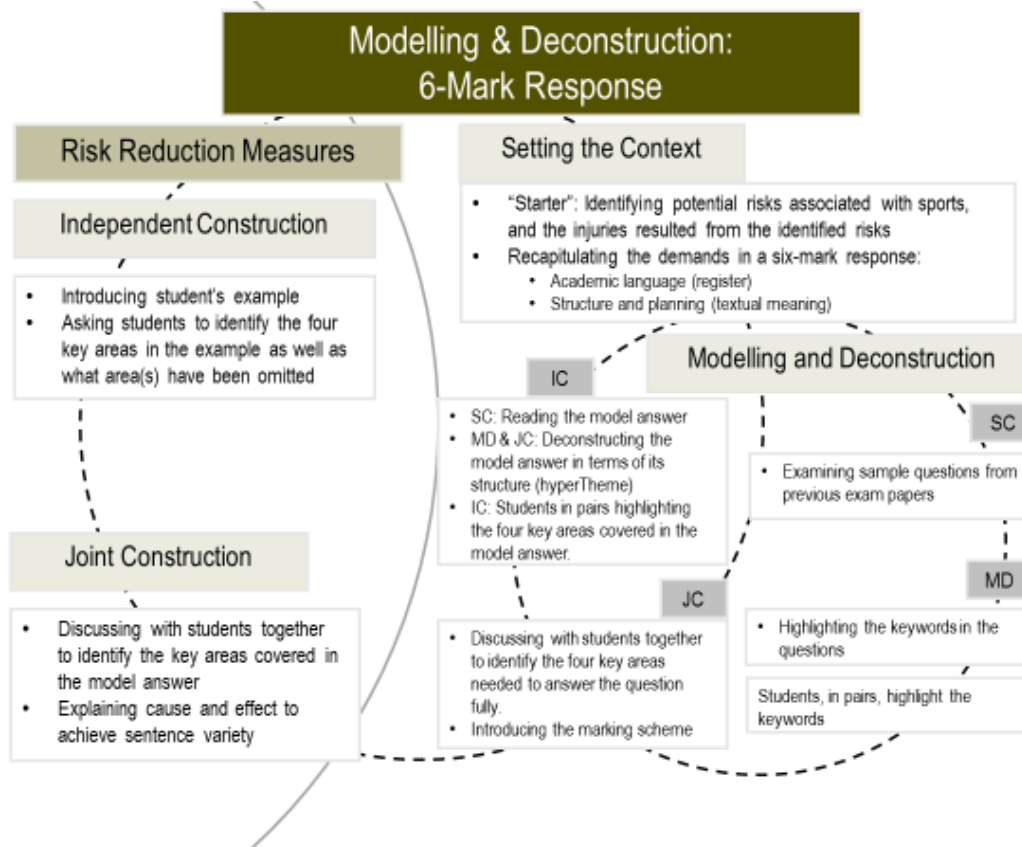 Modelling & Deconstruction:
6-Mark Response
Risk Reduction Measures
Setting the Context
• "Starter": Identifying potential risks associated with sports,
and the injuries resulted from the identified risks
• Recapitulating the demands in a six-mark response:
• Academic language (register)
• Structure and planning (textual meaning)
Independent Construction
• Introducing student's example
• Asking students to identify the four
key areas in the example as well as
what area(s) have been omitted
Modelling and Deconstruction
IC
• SC: Reading the model answer
• MD & JC: Deconstructing the
model answer in terms of its
structure (hyperTheme)
• IC: Students in pairs highlighting
the four key areas covered in the
model answer.
SC
• Examining sample questions from
previous exam papers
MD
• Highlighting the keywords in the
questions
Students, in pairs, highlight the
keywords
JC
• Discussing with students together
to identify the four key areas
needed to answer the question
fully.
• Introducing the marking scheme
Joint Construction
• Discussing with students together
to identify the key areas covered in
the model answer
• Explaining cause and effect to
achieve sentence variety